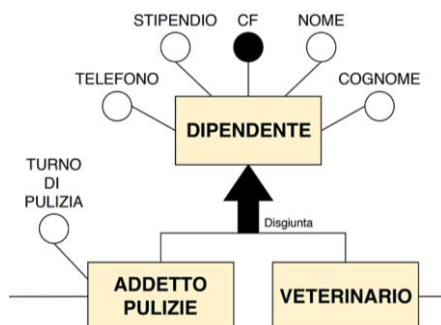 STIPENDIO CF NOME
TELEFONO COGNOME
DIPENDENTE
TURNO
DI
PULIZIA
Disgiunta
ADDETTO
PULIZIE
VETERINARIO